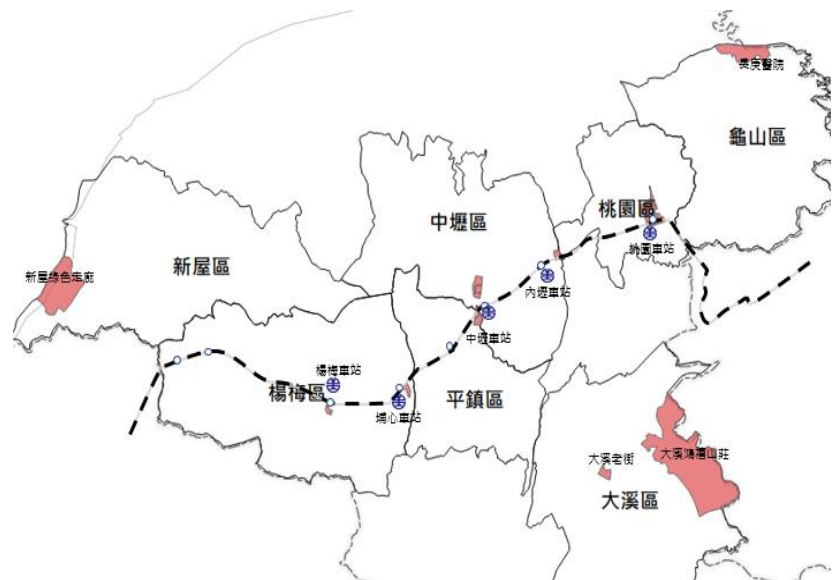 長庚醫院
龜山區
桃園區
中壢區
桃園車站
新屋區
新屋綠色走廊
內壢車站
中壢車站
楊梅車站
楊梅區
平鎮區
埔心車站
大溪老街
大溪鴻禧山莊
大溪區